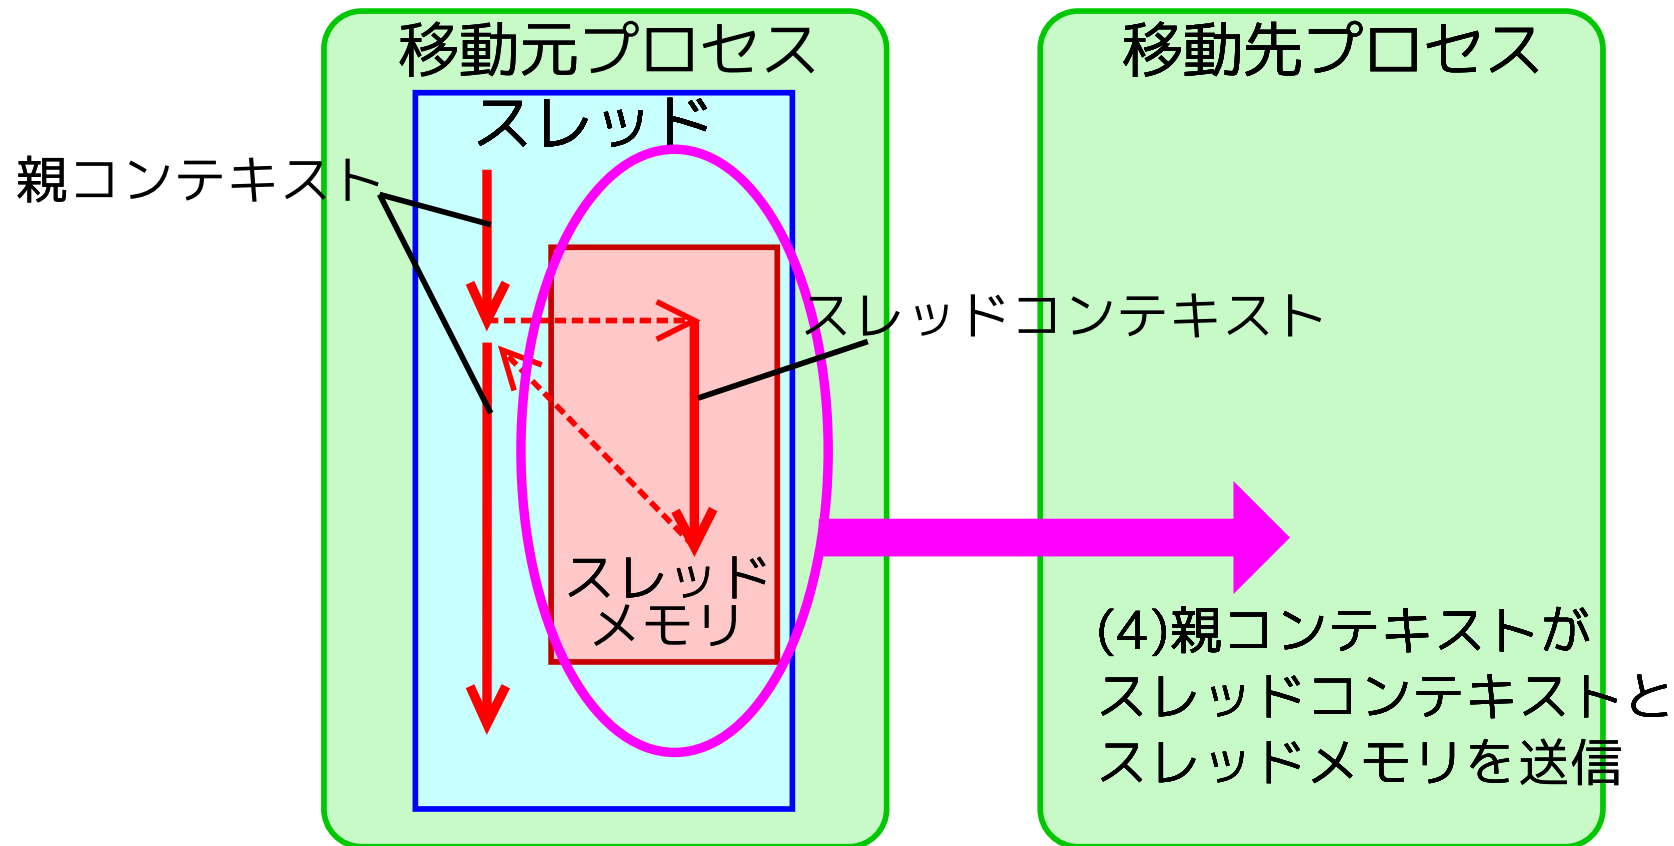 移動元プロセス
移動先プロセス
スレッド
親コンテキスト
スレッドコンテキスト
スレッド
メモリ
(4)親コンテキストが
スレッドコンテキストと
スレッドメモリを送信